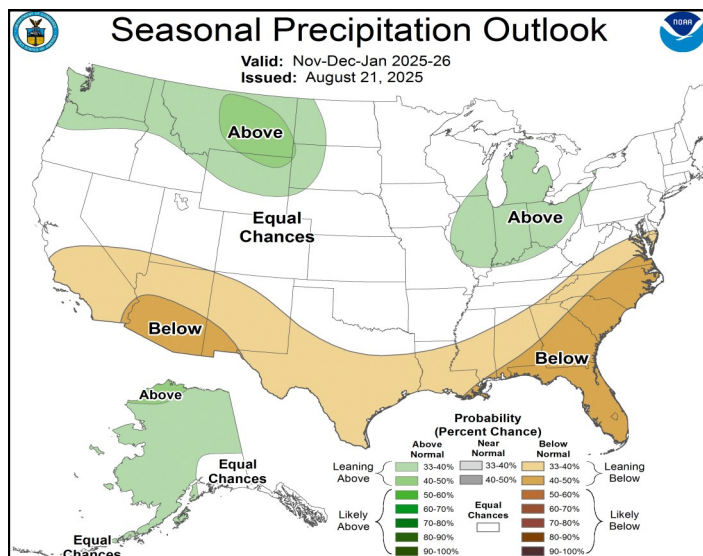 Seasonal Precipitation Outlook
Valid: Nov-Dec-Jan 2025-26
Issued: August 21, 2025
NOAA
Above
Equal
Chances
Above
Below
Below
Above
Equal
Chances
Equal
Chances
Probability
(Percent Chance)
Above
Normal
Near
Normal
Below
Normal
Leaning
Above
33-40%
33-40%
33-40%
Leaning
Below
40-50%
40-50%
40-50%
Likely
Above
50-60%
Equal
Chances
50-60%
Likely
Below
60-70%
60-70%
70-80%
70-80%
80-90%
80-90%
90-100%
90-100%